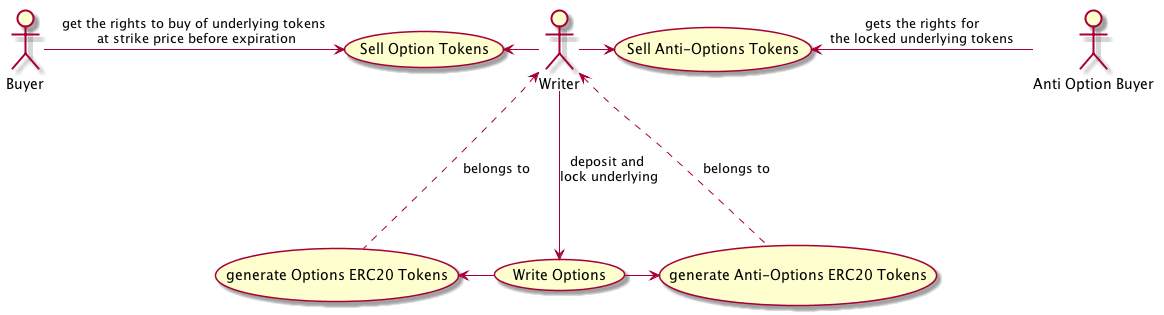 get the rights to buy of underlying tokens
at strike price before expiration
gets the rights for
the locked underlying tokens
Sell Option Tokens
Sell Anti-Options Tokens
Buyer
Writer
Anti Option Buyer
belongs to
deposit and
lock underlying
belongs to
generate Options ERC20 Tokens
Write Options
generate Anti-Options ERC20 Tokens